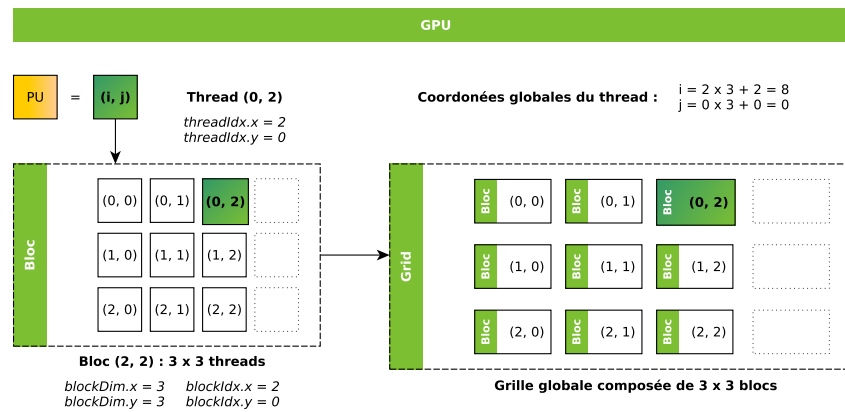 GPU
PU = (i, j)
Thread (0, 2)
threadIdx.x = 2
threadIdx.y = 0
Coordonées globales du thread :
i = 2 x 3 + 2 = 8
j = 0 x 3 + 0 = 0
Bloc
(0, 0) (0, 1) (0, 2)
(1, 0) (1, 1) (1, 2)
(2, 0) (2, 1) (2, 2)
Bloc (2, 2) : 3 x 3 threads
blockDim.x = 3 blockIdx.x = 2
blockDim.y = 3 blockIdx.y = 0
Grid
Bloc (0, 0) Bloc (0, 1) Bloc (0, 2)
Bloc (1, 0) Bloc (1, 1) Bloc (1, 2)
Bloc (2, 0) Bloc (2, 1) Bloc (2, 2)
Grille globale composée de 3 x 3 blocs